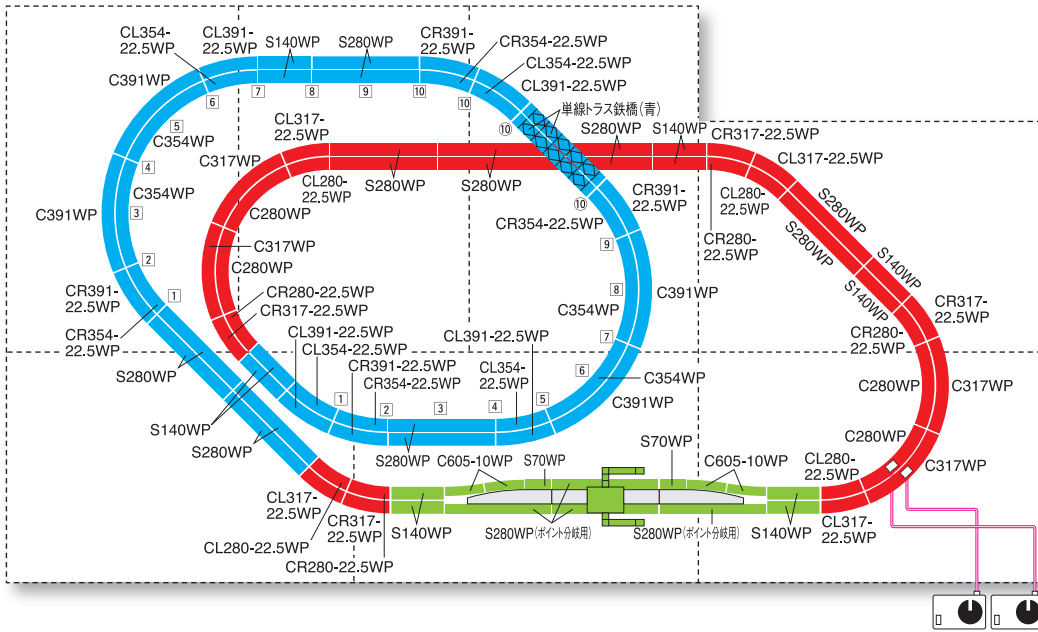 CL354-
22.5WP
CL391-
22.5WP
S140WP
S280WP
CR391-
22.5WP
CR354-22.5WP
CL354-22.5WP
CL391-22.5WP
C391WP
6
7
8
9
10
10
単線トラス鉄橋(青)
⑩
5
C354WP
CL317-
22.5WP
S280WP
S140WP
CR317-22.5WP
CL317-22.5WP
4
C317WP
CL280-
22.5WP
S280WP
S280WP
CR391-
22.5WP
CL280-
22.5WP
C354WP
C391WP
3
C280WP
⑩
CR354-22.5WP
S280WP
S280WP
CR280-
22.5WP
2
C317WP
9
S140WP
S140WP
C280WP
8
C391WP
1
CR391-
22.5WP
CR280-22.5WP
CR317-22.5WP
C354WP
CR317-
22.5WP
CR354-
22.5WP
CL391-22.5WP
CL354-22.5WP
CR391-22.5WP
CR354-22.5WP
CL391-22.5WP
7
CR280-
22.5WP
S280WP
CL354-
22.5WP
6
C354WP
C280WP
C317WP
1
2
3
4
5
C391WP
S140WP
S280WP
S280WP
S70WP
S70WP
C605-10WP
C605-10WP
C280WP
CL280-
22.5WP
C317WP
CL317-
22.5WP
CR317-
22.5WP
S140WP
S280WP(ポイント分岐用)
S280WP(ポイント分岐用)
S140WP
CL317-
22.5WP
CL280-22.5WP
CR280-22.5WP